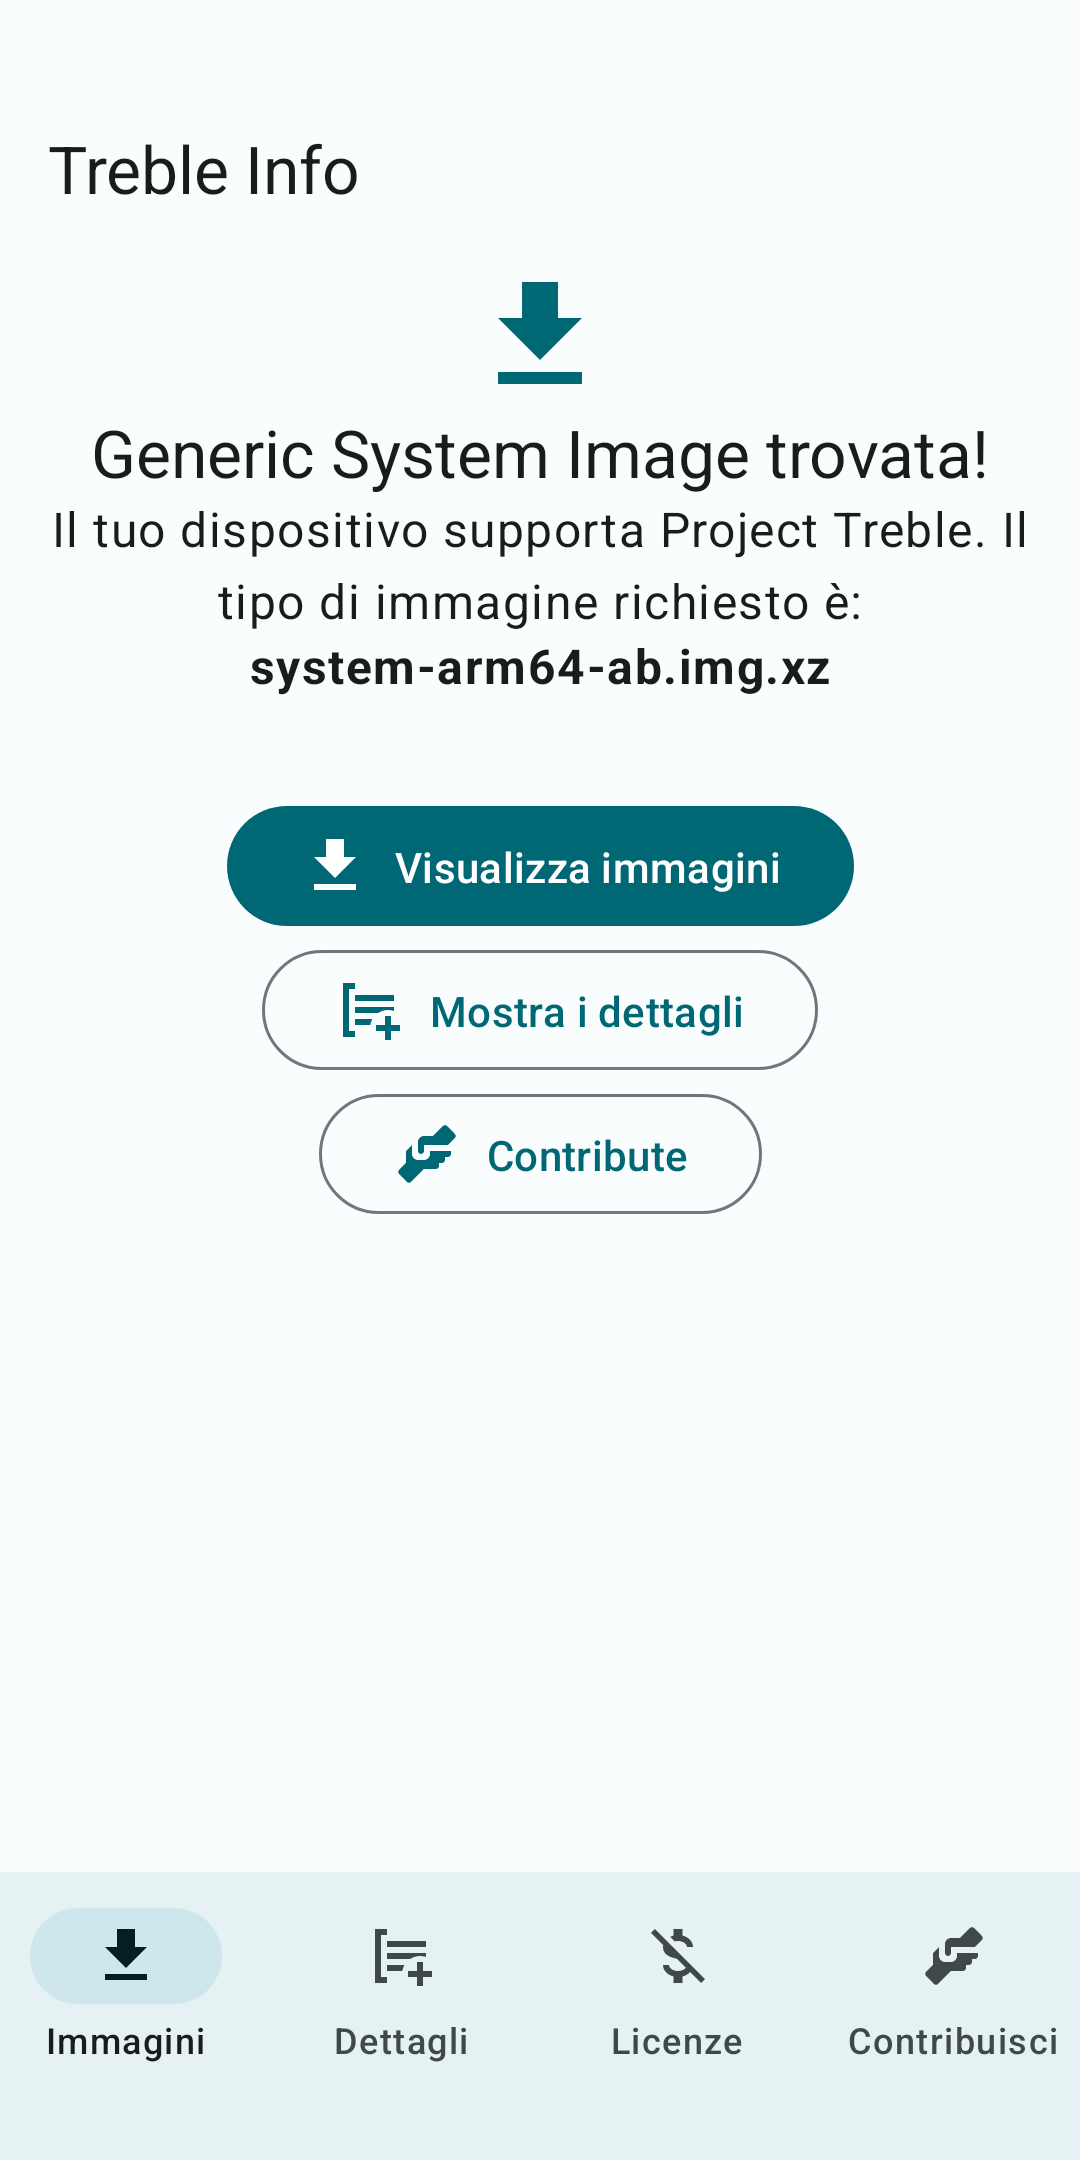 Treble Info
Generic System Image trovata!
Il tuo dispositivo supporta Project Treble. Il
tipo di immagine richiesto è:
system-arm64-ab.img.xz
Visualizza immagini
Mostra i dettagli
Contribute
Immagini
Dettagli
Licenze
Contribuisci